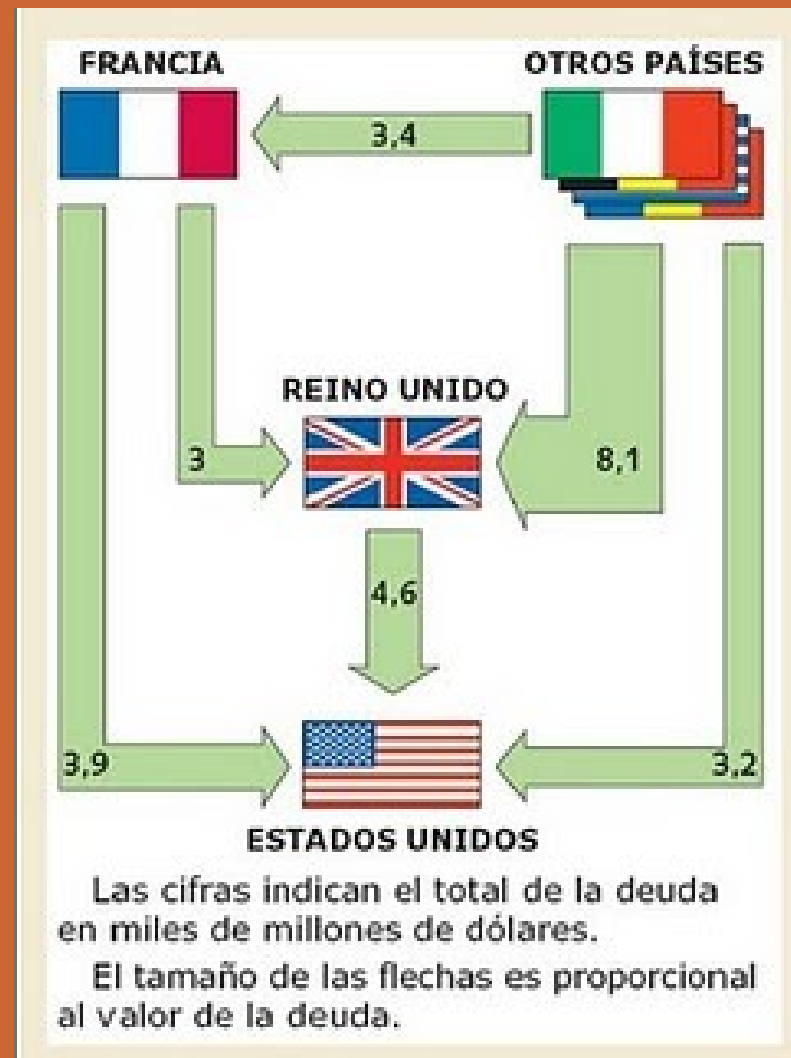 FRANCIA
OTROS PAÍSES
3,4
REINO UNIDO
3
8,1
4,6
3,9
3,2
ESTADOS UNIDOS
Las cifras indican el total de la deuda
en miles de millones de dólares.
El tamaño de las flechas es proporcional
al valor de la deuda.